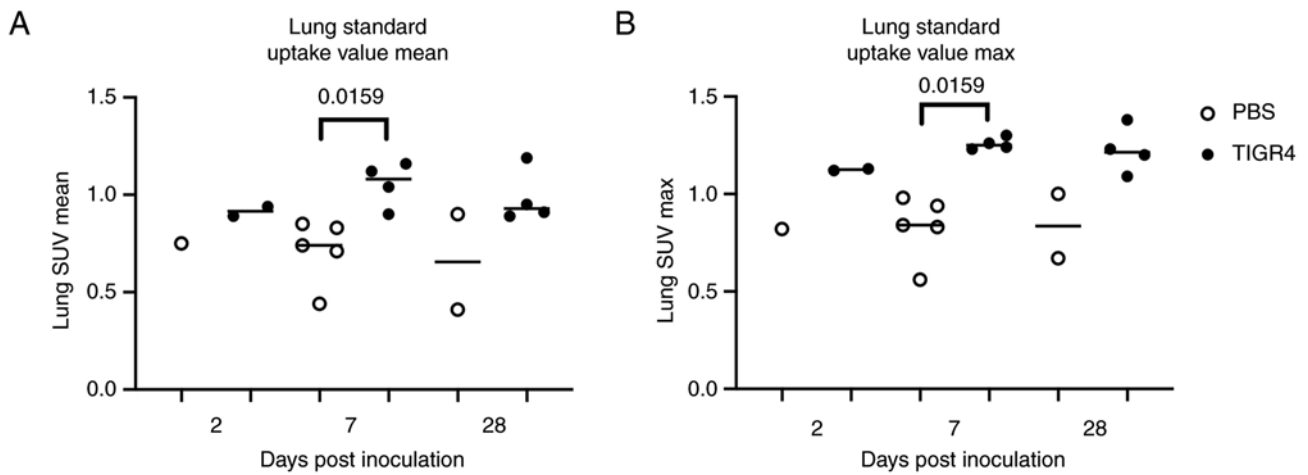 A
Lung standard
uptake value mean
0.0159
1.5
1.0
0.5
0.0
Lung SUV mean
2
7
28
Days post inoculation
B
Lung standard
uptake value max
0.0159
1.5
1.0
0.5
0.0
Lung SUV max
2
7
28
Days post inoculation
PBS
TIGR4